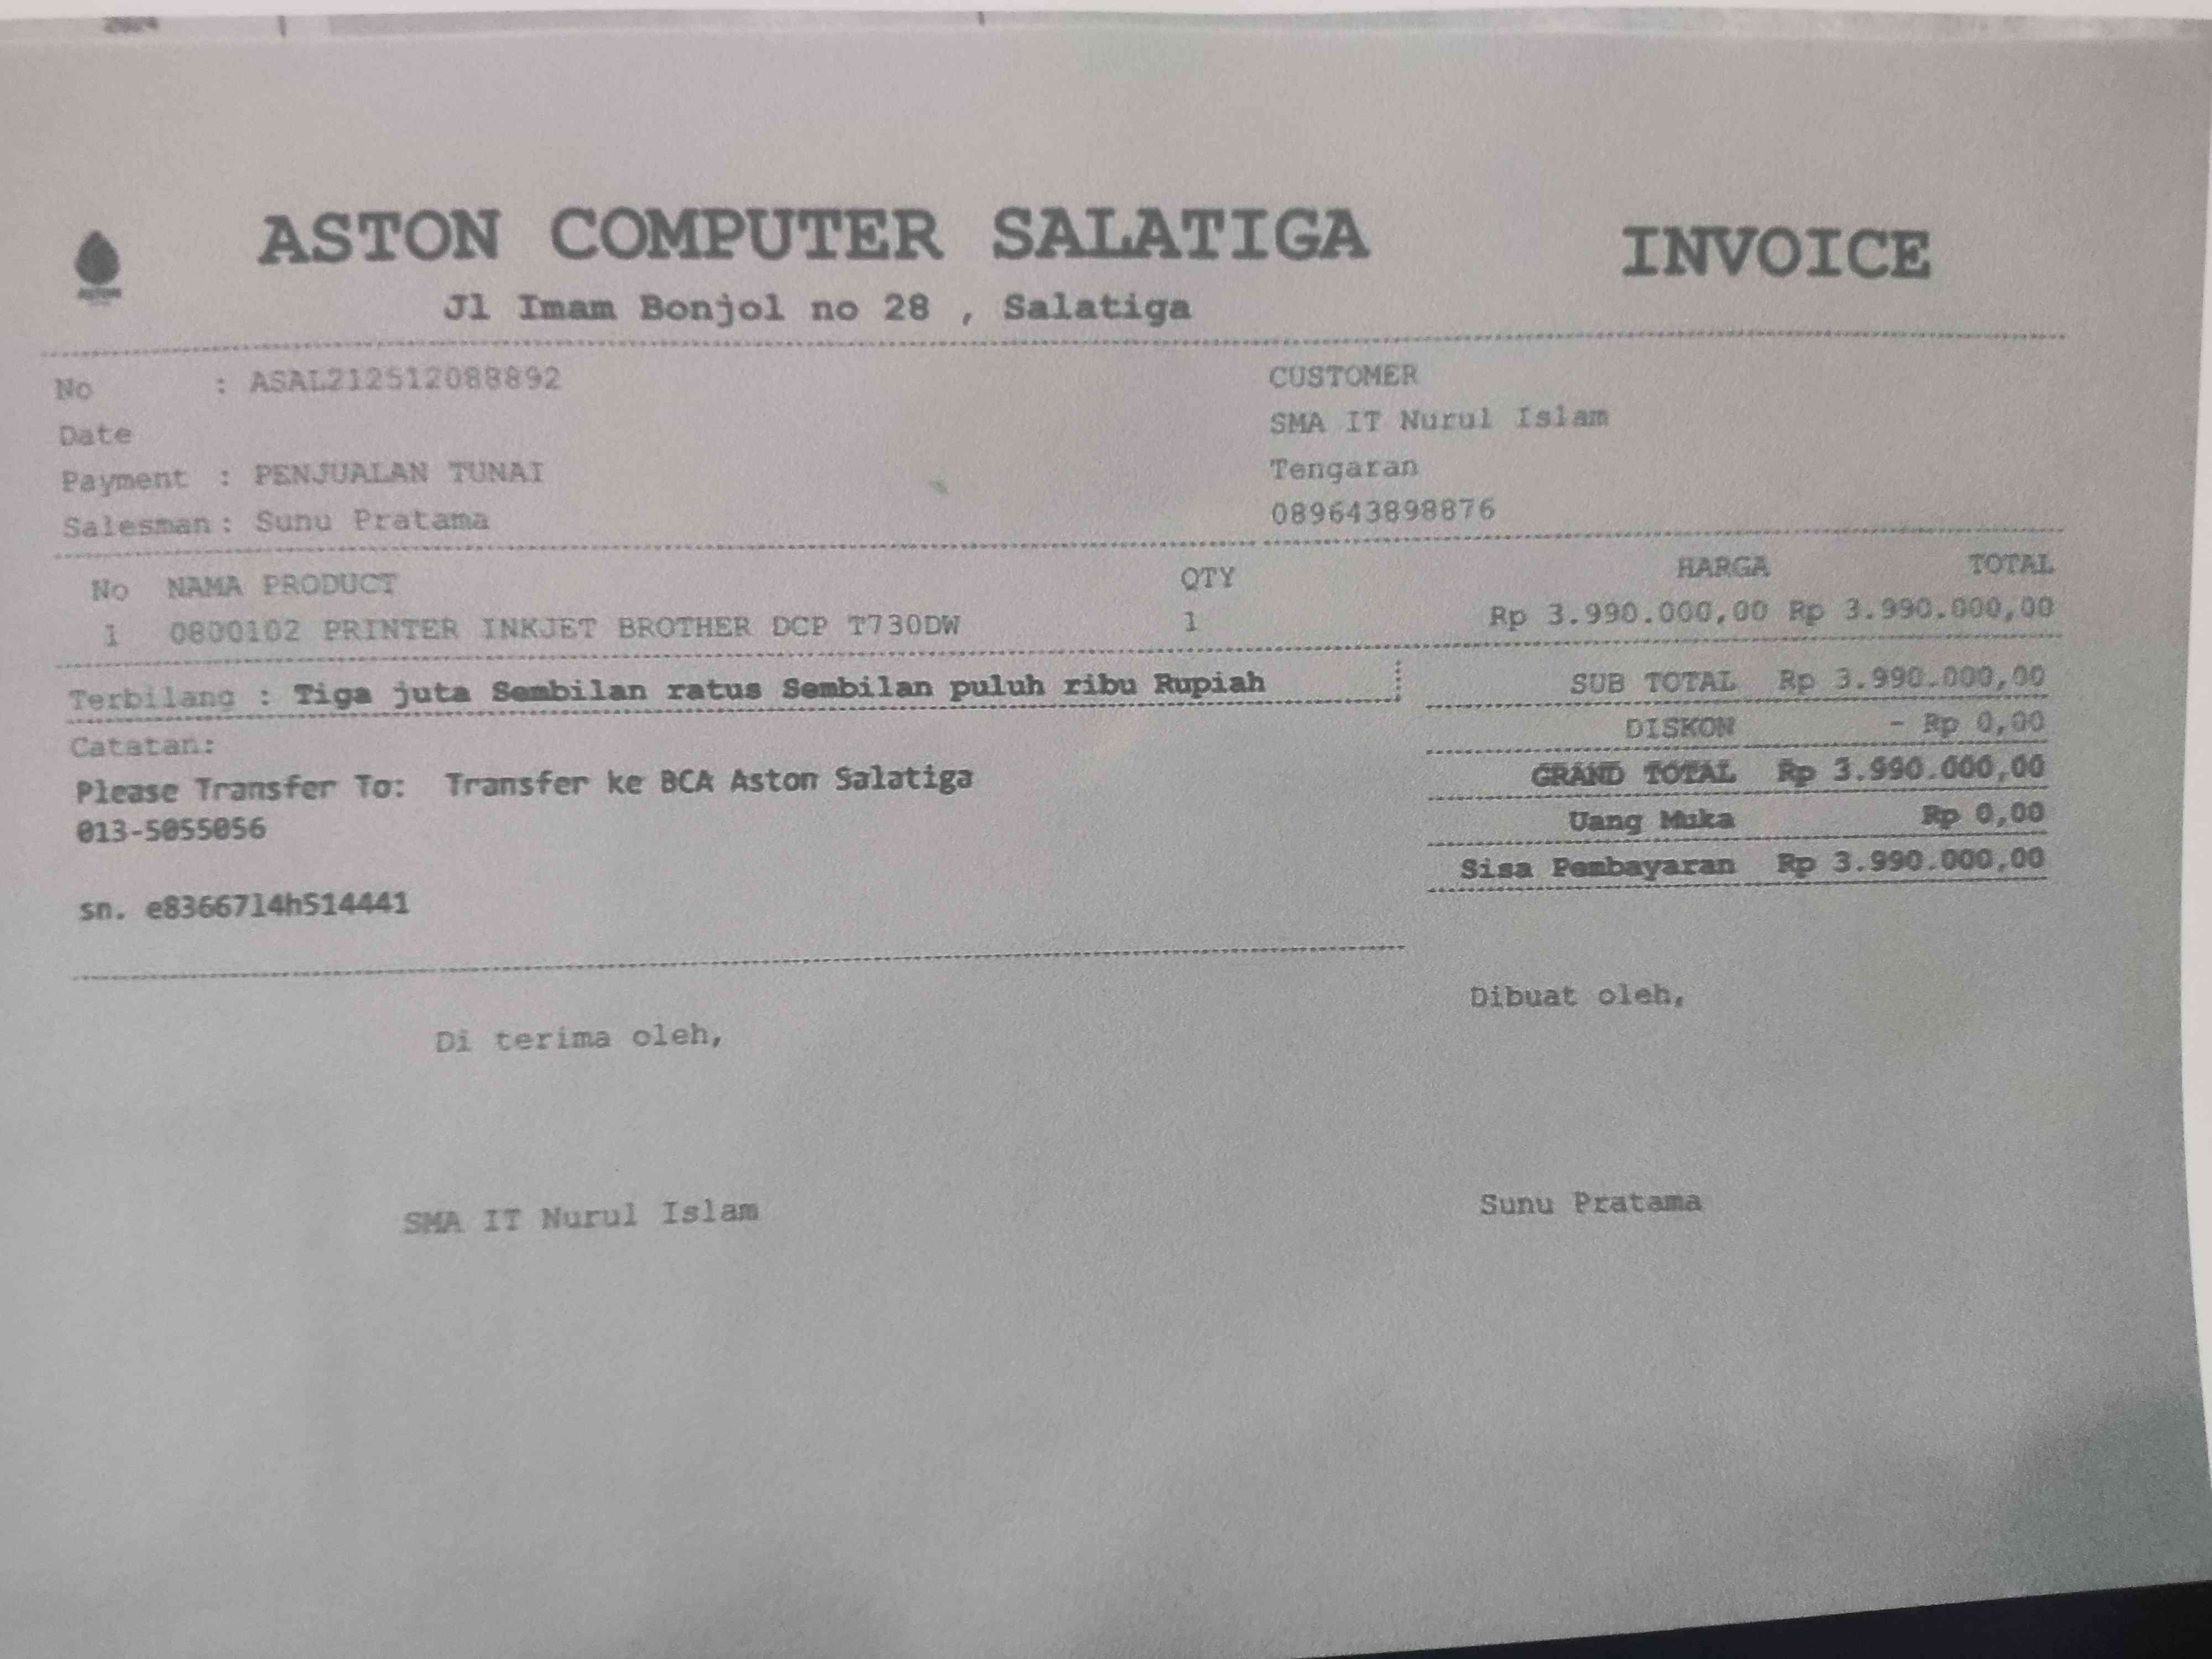 ASTON COMPUTER SALATIGA
INVOICE
Jl Imam Bonjol no 28 , Salatiga
No : ASAL212512088892
Date
Payment : PENJUALAN TUNAI
Salesman : Sunu Pratama
CUSTOMER
SMA IT Nurul Islam
Tengaran
089643898876
No NAMA PRODUCT QTY HARGA TOTAL
1 0800102 PRINTER INKJET BROTHER DCP T730DW 1 Rp 3.990.000,00 Rp 3.990.000,00
Terbilang : Tiga juta Sembilan ratus Sembilan puluh ribu Rupiah
Catatan:
Please Transfer To: Transfer ke BCA Aston Salatiga
013-5055056
sn. e83667l4h514441
SUB TOTAL Rp 3.990.000,00
DISKON - Rp 0,00
GRAND TOTAL Rp 3.990.000,00
Uang Muka Rp 0,00
Sisa Pembayaran Rp 3.990.000,00
Di terima oleh,
Dibuat oleh,
SMA IT Nurul Islam
Sunu Pratama